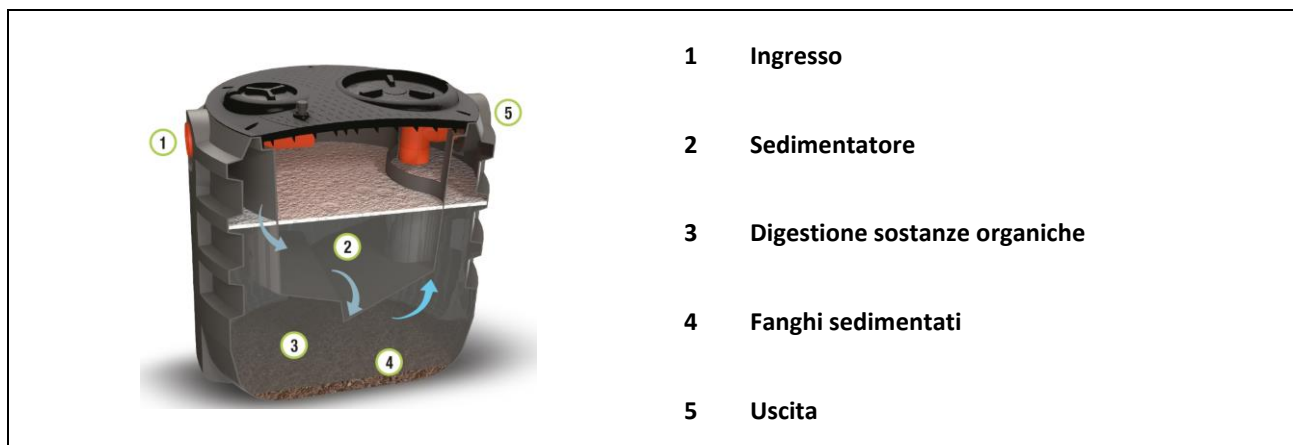 1 Ingresso
2 Sedimentatore
3 Digestione sostanze organiche
4 Fanghi sedimentati
5 Uscita
1
5
2
3
4